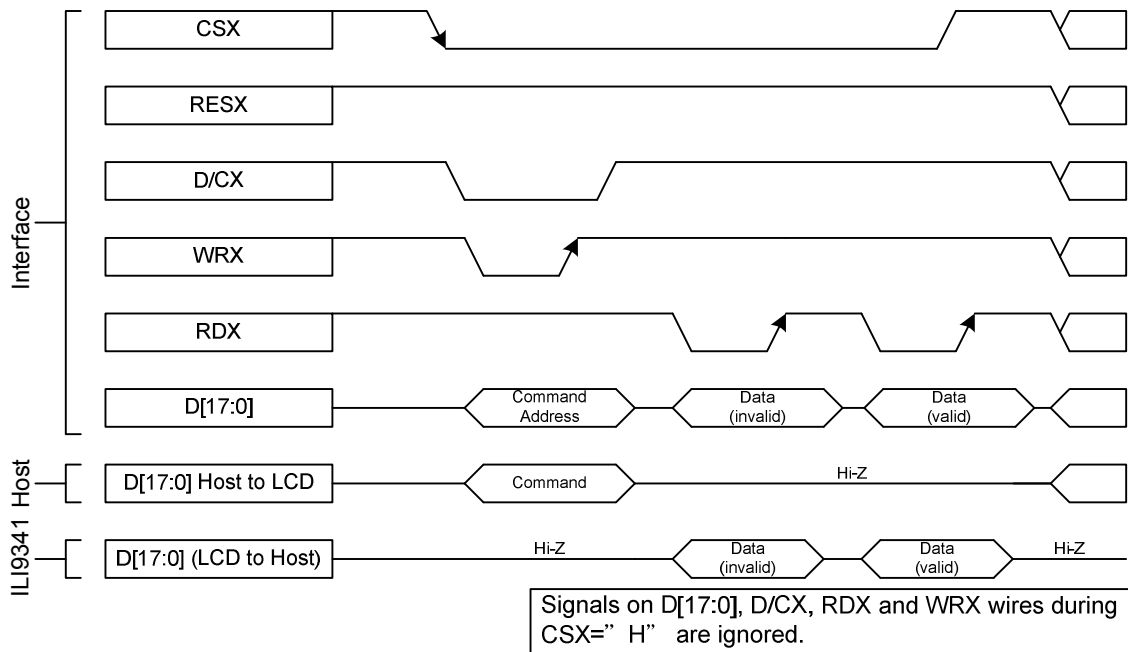 CSX
RESX
D/CX
WRX
RDX
D[17:0]
Command
Address
Data
(invalid)
Data
(valid)
Interface
D[17:0] Host to LCD
Command
Hi-Z
Host
D[17:0] (LCD to Host)
Hi-Z
Data
(invalid)
Data
(valid)
Hi-Z
ILI9341
Signals on D[17:0], D/CX, RDX and WRX wires during
CSX=” H” are ignored.